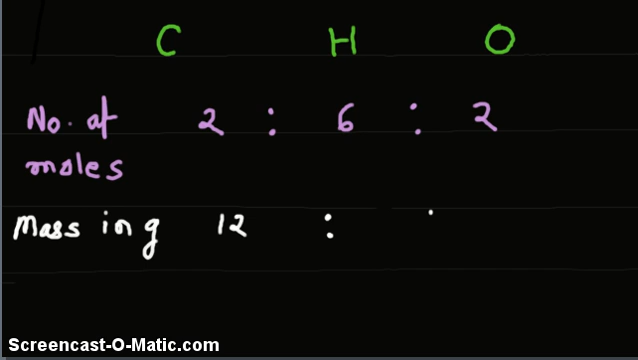 C H O
No. of 2 : 6 : 2
moles
Mass in g 12 :
Screencast-O-Matic.com